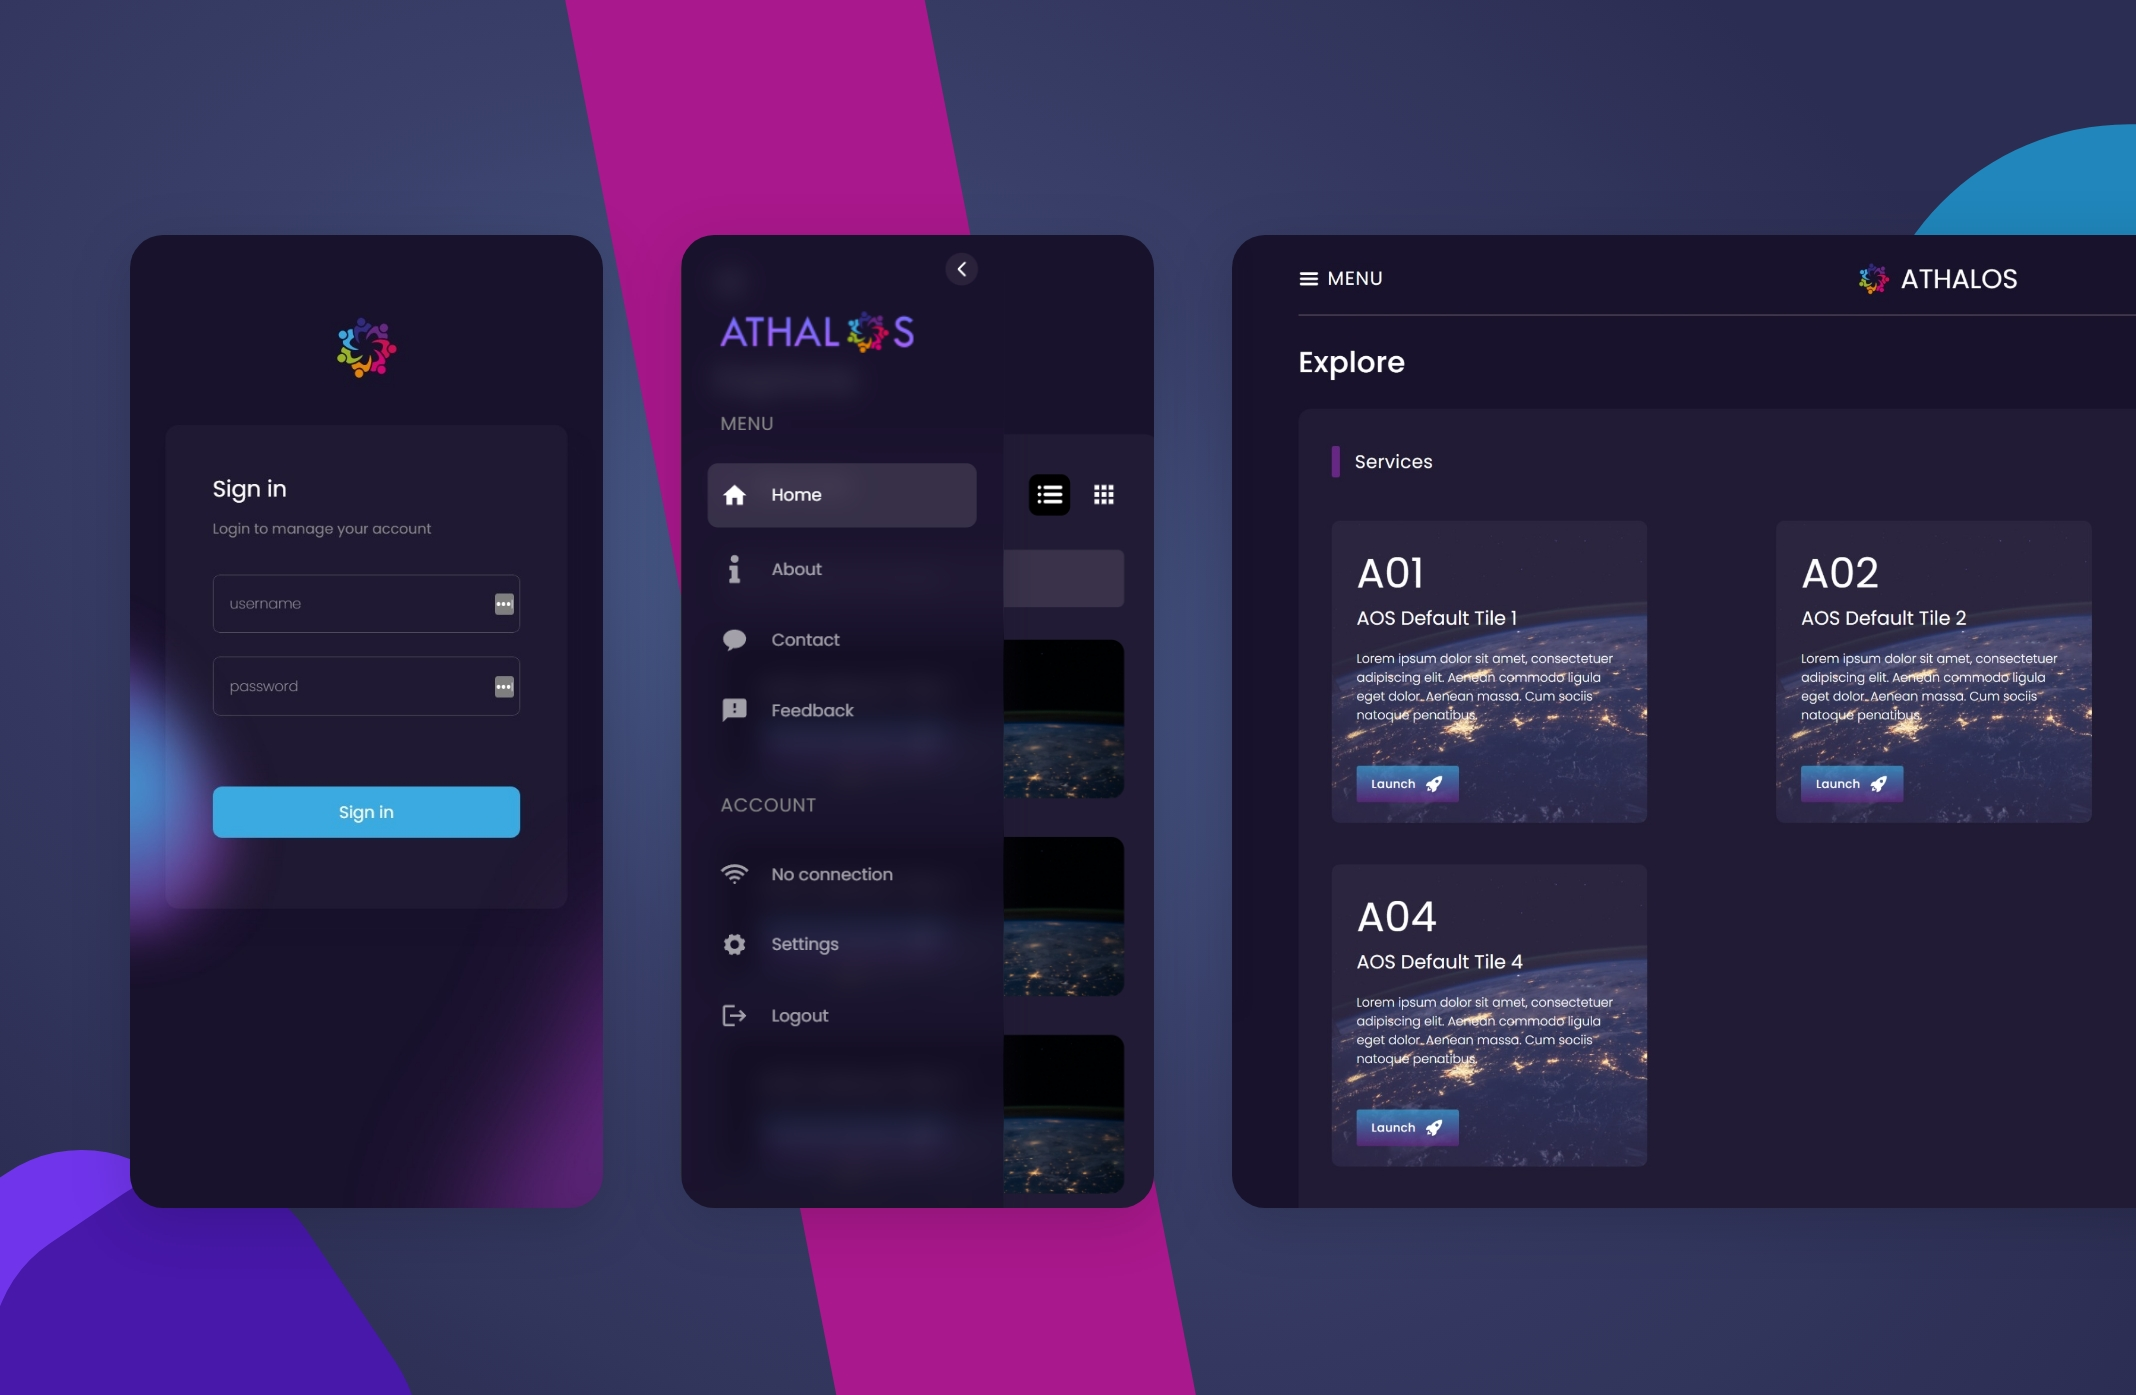 Sign in
Login to manage your account
username
password
Sign in
ATHALOS
MENU
Home
About
Contact
Feedback
ACCOUNT
No connection
Settings
Logout
MENU
ATHALOS
Explore
Services
A01
AOS Default Tile 1
Lorem ipsum dolor sit amet, consectetuer
adipiscing elit. Aenean commodo ligula
eget dolor. Aenean massa. Cum sociis
natoque penatibus.
Launch
A02
AOS Default Tile 2
Lorem ipsum dolor sit amet, consectetuer
adipiscing elit. Aenean commodo ligula
eget dolor. Aenean massa. Cum sociis
natoque penatibus.
Launch
A04
AOS Default Tile 4
Lorem ipsum dolor sit amet, consectetuer
adipiscing elit. Aenean commodo ligula
eget dolor. Aenean massa. Cum sociis
natoque penatibus.
Launch